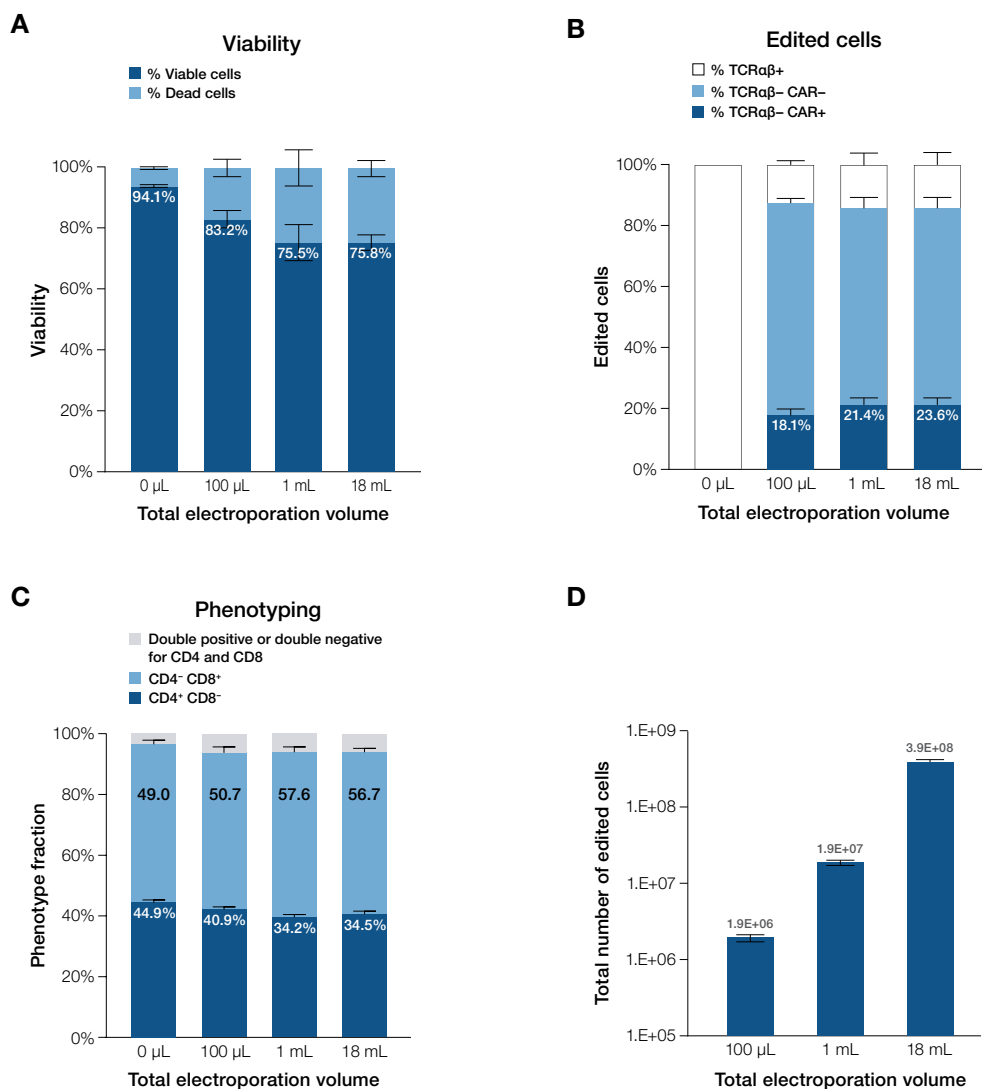 A
Viability
% Viable cells
% Dead cells
100%
80%
60%
40%
20%
0%
Viability
94.1%
83.2%
75.5%
75.8%
0 µL
100 µL
1 mL
18 mL
Total electroporation volume
B
Edited cells
% TCRαβ+
% TCRαβ– CAR–
% TCRαβ– CAR+
100%
80%
60%
40%
20%
0%
Edited cells
18.1%
21.4%
23.6%
0 µL
100 µL
1 mL
18 mL
Total electroporation volume
C
Phenotyping
Double positive or double negative
for CD4 and CD8
CD4⁻ CD8⁺
CD4⁺ CD8⁻
100%
80%
60%
40%
20%
0%
Phenotype fraction
49.0
50.7
57.6
56.7
44.9%
40.9%
34.2%
34.5%
0 µL
100 µL
1 mL
18 mL
Total electroporation volume
D
1.E+09
1.E+08
1.E+07
1.E+06
1.E+05
Total number of edited cells
1.9E+06
1.9E+07
3.9E+08
100 µL
1 mL
18 mL
Total electroporation volume